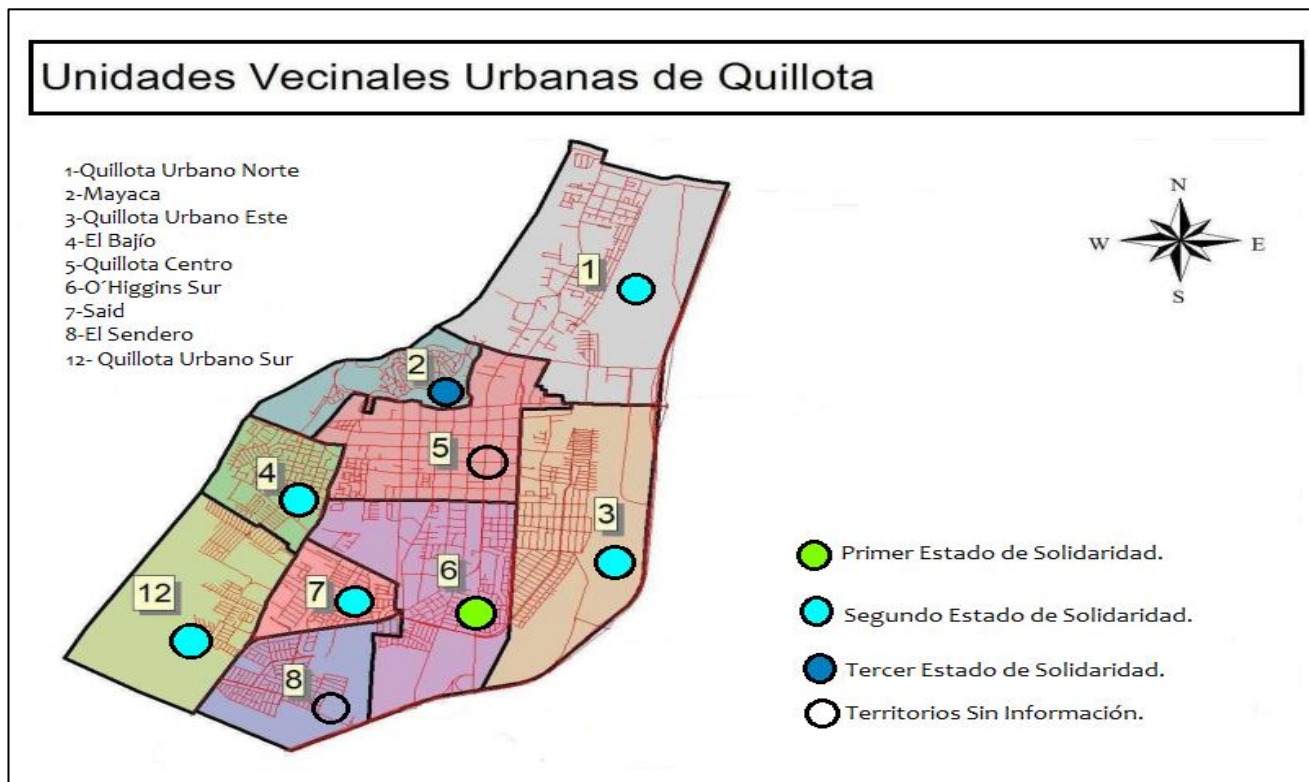 Unidades Vecinales Urbanas de Quillota
1-Quillota Urbano Norte
2-Mayaca
3-Quillota Urbano Este
4-El Bajío
5-Quillota Centro
6-O´Higgins Sur
7-Said
8-El Sendero
12- Quillota Urbano Sur
N
W E
S
1
2
5
4
3
12
7
6
8
Primer Estado de Solidaridad.
Segundo Estado de Solidaridad.
Tercer Estado de Solidaridad.
Territorios Sin Información.